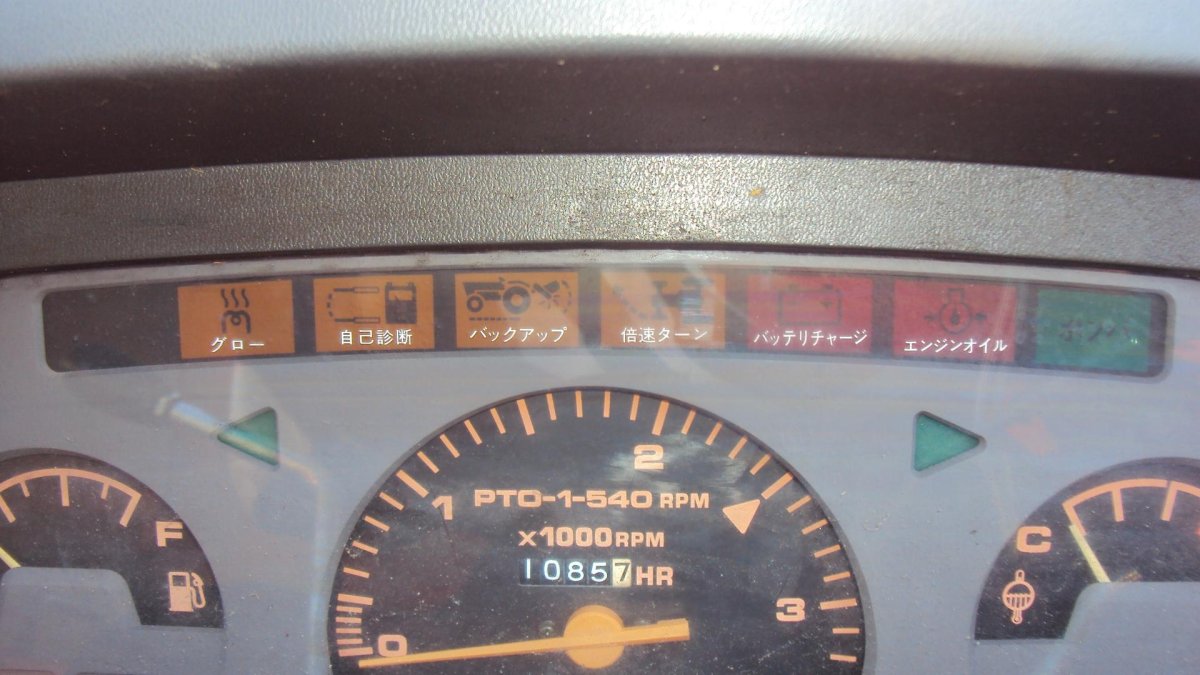 グロー
自己診断
バックアップ
倍速ターン
バッテリチャージ
エンジンオイル
F
1
2
PTO-1-540 RPM
x1000RPM
10857HR
0
3
C